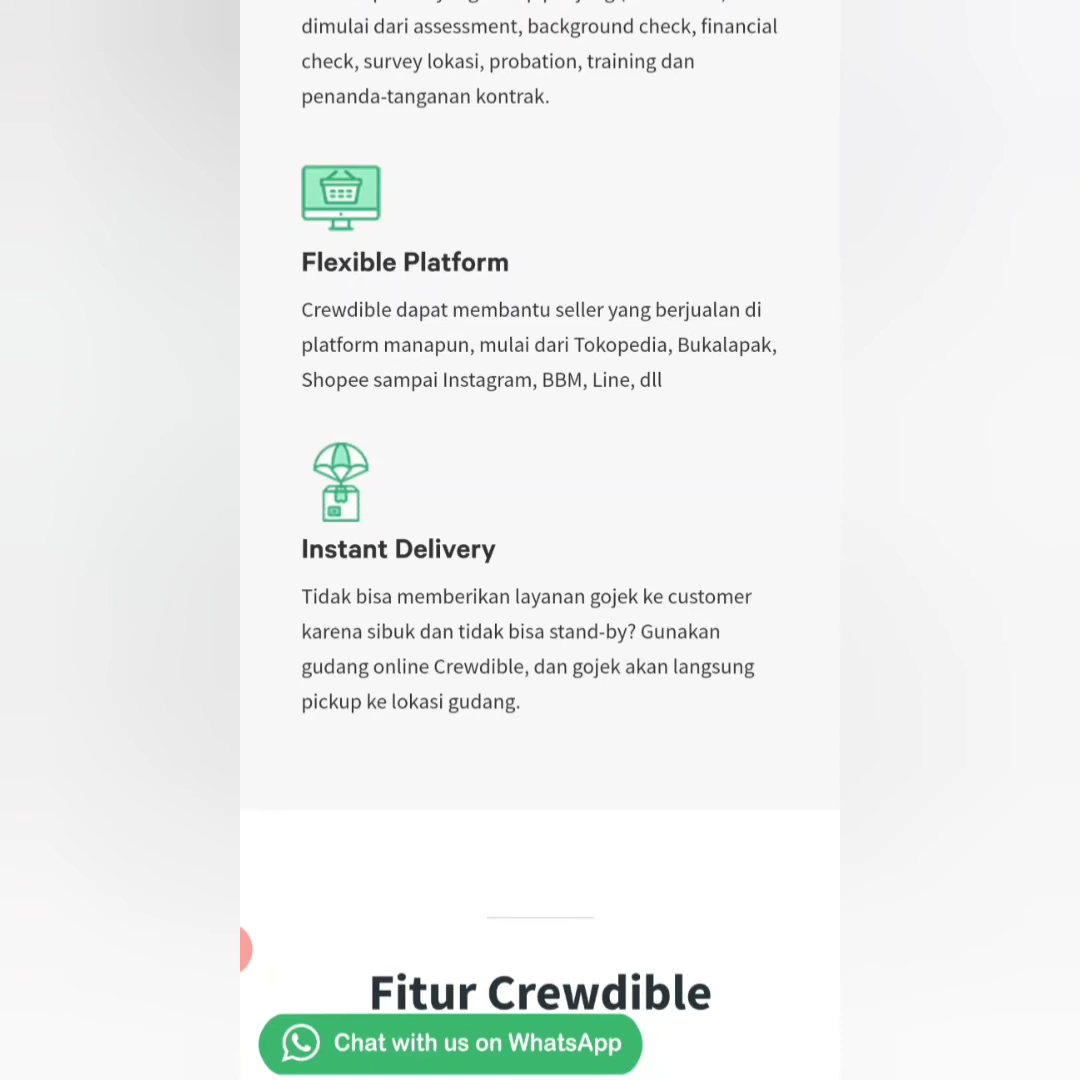 dimulai dari assessment, background check, financial
check, survey lokasi, probation, training dan
penanda-tanganan kontrak.
Flexible Platform
Crewdible dapat membantu seller yang berjualan di
platform manapun, mulai dari Tokopedia, Bukalapak,
Shopee sampai Instagram, BBM, Line, dll
Instant Delivery
Tidak bisa memberikan layanan gojek ke customer
karena sibuk dan tidak bisa stand-by? Gunakan
gudang online Crewdible, dan gojek akan langsung
pickup ke lokasi gudang.
Fitur Crewdible
Chat with us on WhatsApp